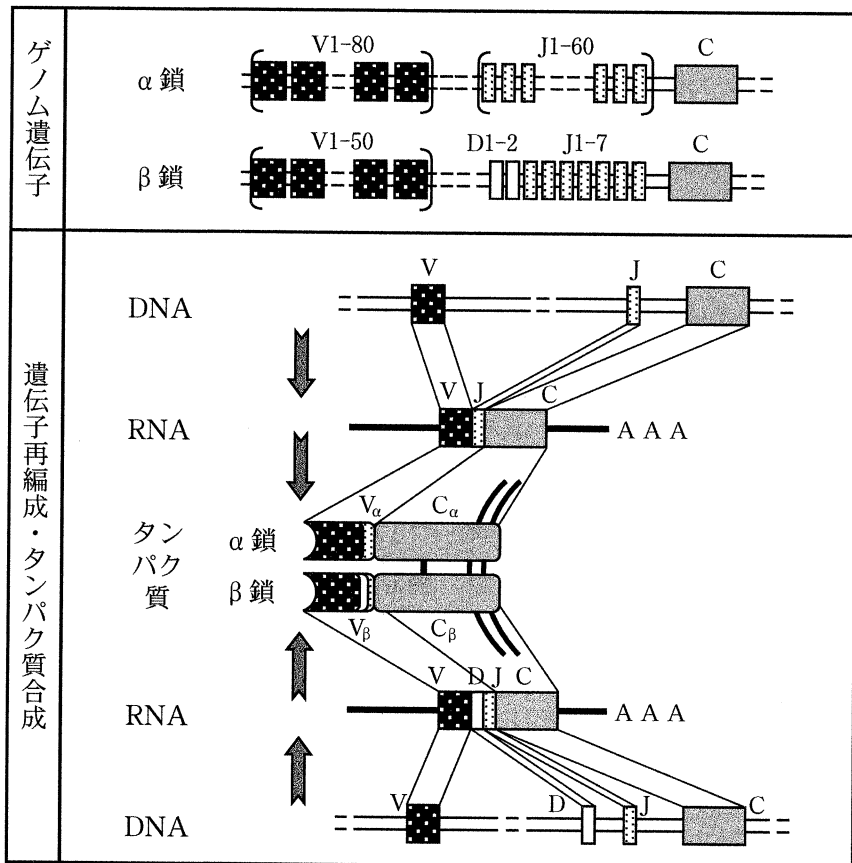 ゲノム遺伝子
V1-80 J1-60 C
α鎖
V1-50 D1-2 J1-7 C
β鎖
遺伝子再編成・タンパク質合成
V J C
DNA
V J C
RNA
AAA
Vα Cα
タンパク質
α鎖
β鎖
Vβ Cβ
V D J C
RNA
AAA
V D J C
DNA